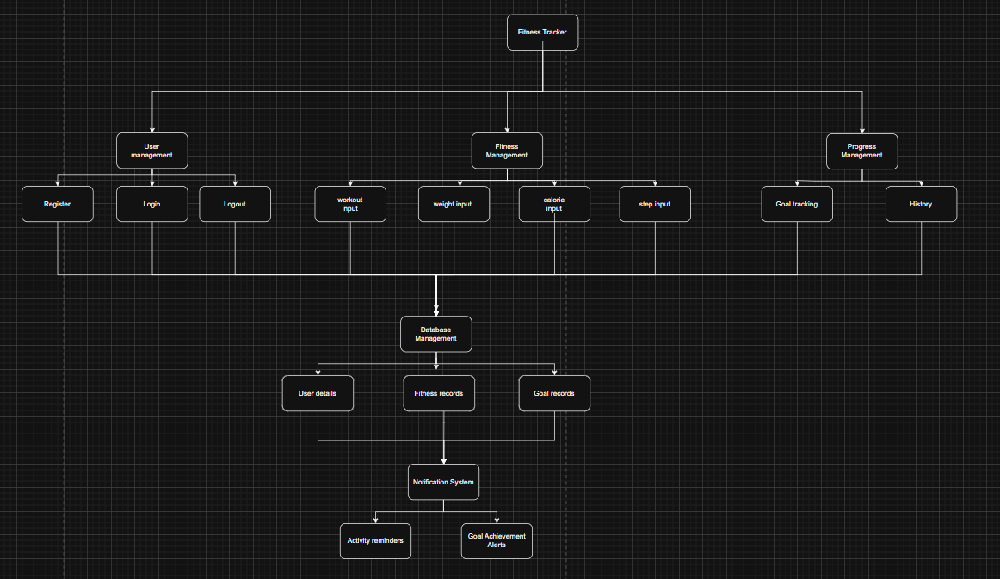 Fitness Tracker
User
management
Fitness
Management
Progress
Management
Register
Login
Logout
workout
input
weight input
calorie
input
step input
Goal tracking
History
Database
Management
User details
Fitness records
Goal records
Notification System
Activity reminders
Goal Achievement
Alerts